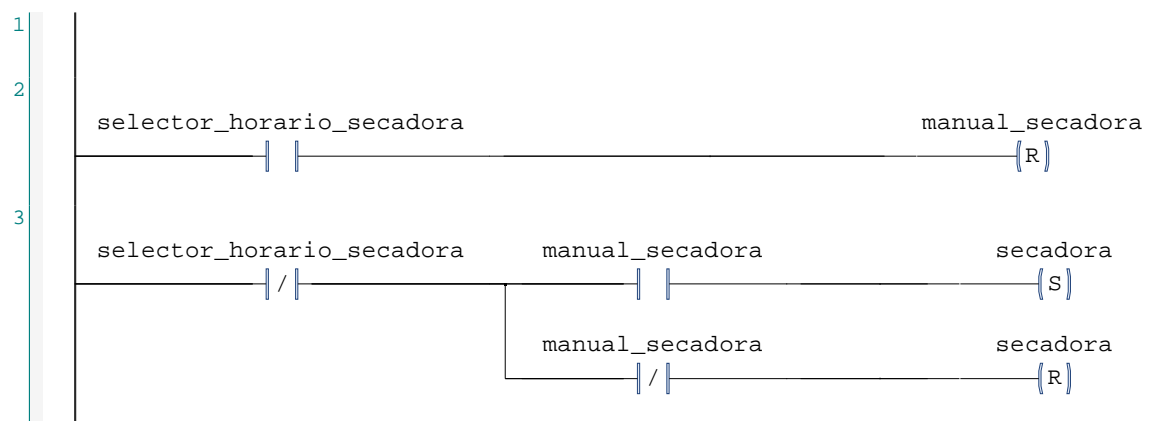 1
2
selector_horario_secadora manual_secadora
R
3
selector_horario_secadora manual_secadora secadora
/ S
manual_secadora secadora
/ R